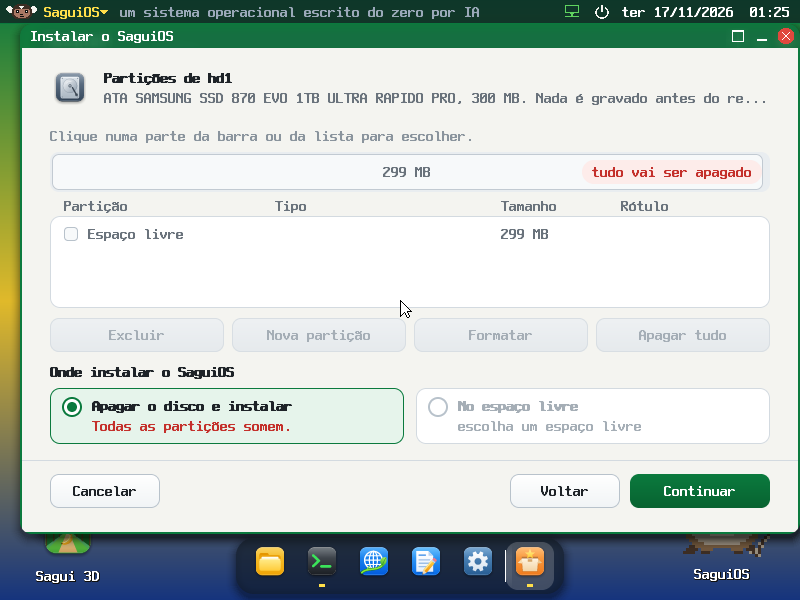 SaguiOS um sistema operacional escrito do zero por IA ter 17/11/2026 01:25
Instalar o SaguiOS
Partições de hd1
ATA SAMSUNG SSD 870 EVO 1TB ULTRA RAPIDO PRO, 300 MB. Nada é gravado antes do re...
Clique numa parte da barra ou da lista para escolher.
299 MB tudo vai ser apagado
Partição Tipo Tamanho Rótulo
Espaço livre 299 MB
Excluir Nova partição Formatar Apagar tudo
Onde instalar o SaguiOS
Apagar o disco e instalar
Todas as partições somem.
No espaço livre
escolha um espaço livre
Cancelar Voltar Continuar
Sagui 3D
SaguiOS